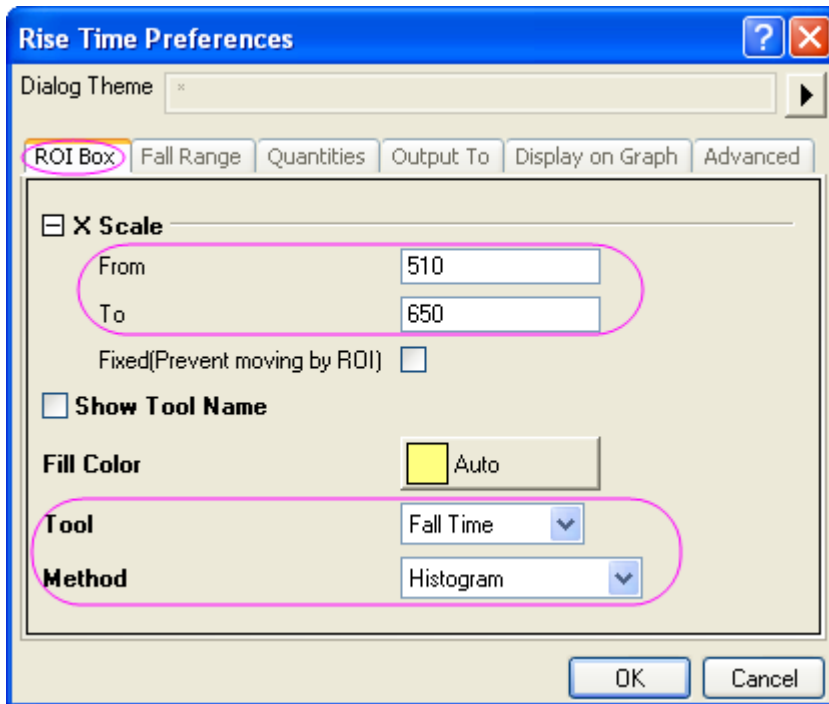 Rise Time Preferences
?
Dialog Theme *
ROI Box Fall Range Quantities Output To Display on Graph Advanced
X Scale
From 510
To 650
Fixed(Prevent moving by ROI)
Show Tool Name
Fill Color Auto
Tool Fall Time
Method Histogram
OK Cancel